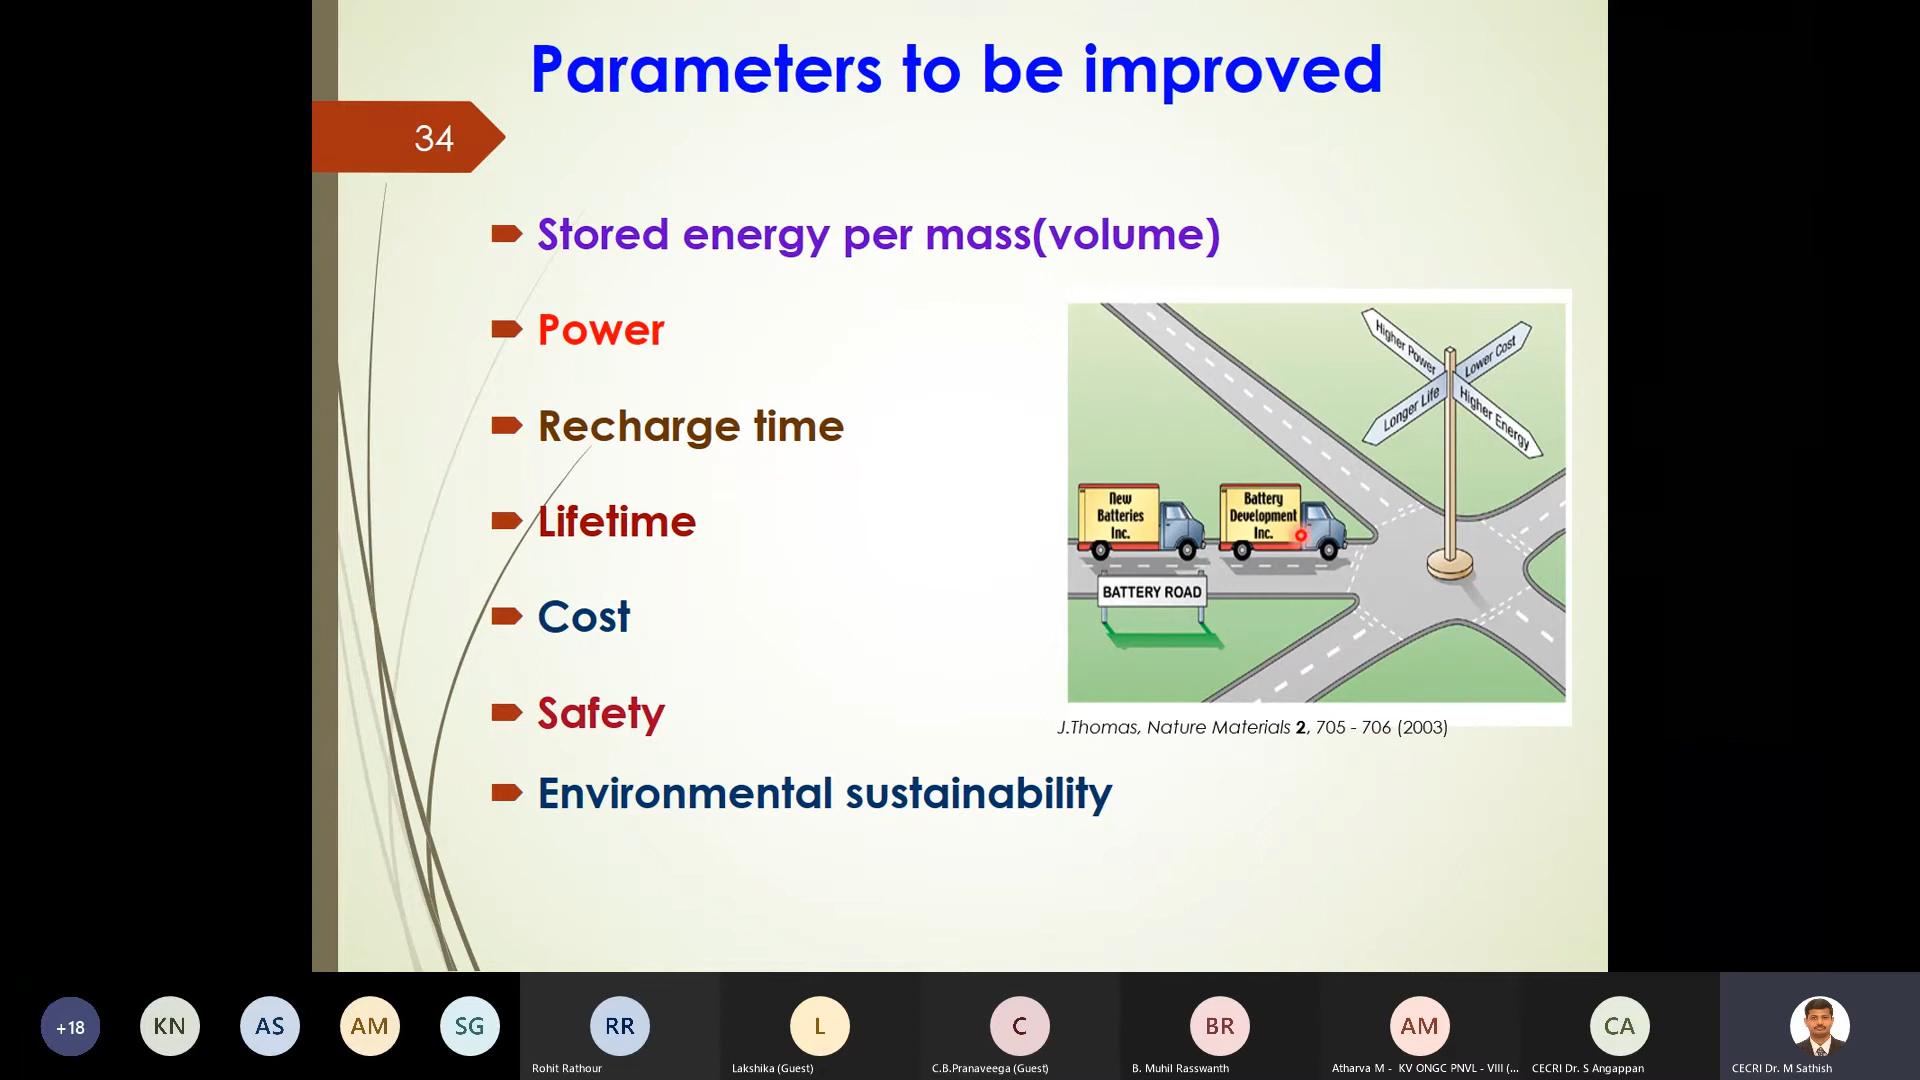 Parameters to be improved
34
Stored energy per mass(volume)
Power
Recharge time
Lifetime
Cost
Safety
Environmental sustainability
Higher Power
Lower Cost
Longer Life
Higher Energy
New
Batteries
Inc.
Battery
Development
Inc.
BATTERY ROAD
J.Thomas, Nature Materials 2, 705 - 706 (2003)
+18
KN
AS
AM
SG
RR
L
C
BR
AM
CA
Rohit Rathour
Lakshika (Guest)
C.B.Pranaveega (Guest)
B. Muhil Rasswanth
Atharva M - KV ONGC PNVL - VIII (...
CECRI Dr. S Angappan
CECRI Dr. M Sathish